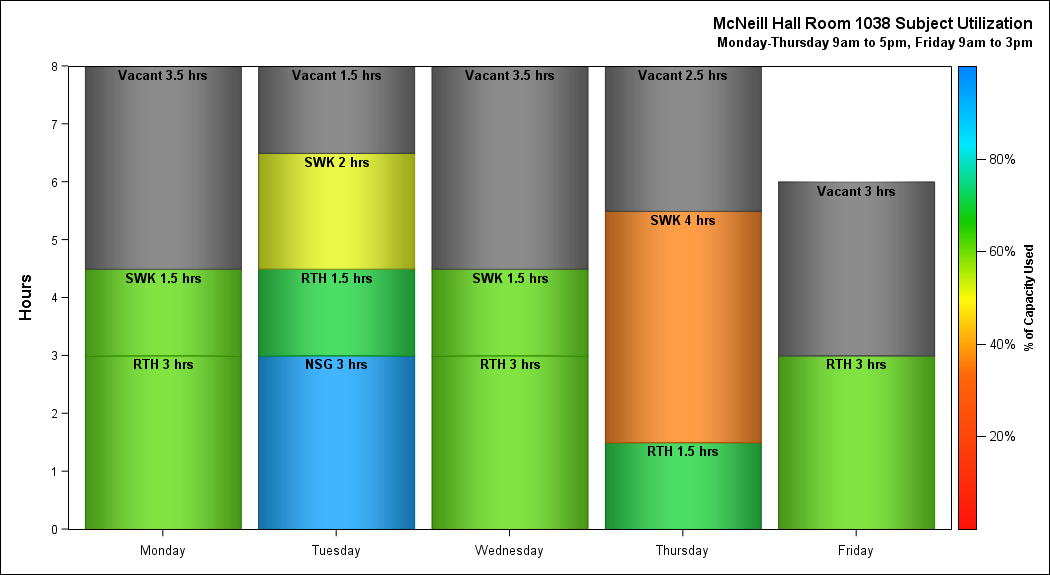 McNeill Hall Room 1038 Subject Utilization
Monday-Thursday 9am to 5pm, Friday 9am to 3pm
Hours
8
7
6
5
4
3
2
1
0
Vacant 3.5 hrs
SWK 1.5 hrs
RTH 3 hrs
Vacant 1.5 hrs
SWK 2 hrs
RTH 1.5 hrs
NSG 3 hrs
Vacant 3.5 hrs
SWK 1.5 hrs
RTH 3 hrs
Vacant 2.5 hrs
SWK 4 hrs
RTH 1.5 hrs
Vacant 3 hrs
RTH 3 hrs
Monday
Tuesday
Wednesday
Thursday
Friday
80%
60%
40%
20%
% of Capacity Used